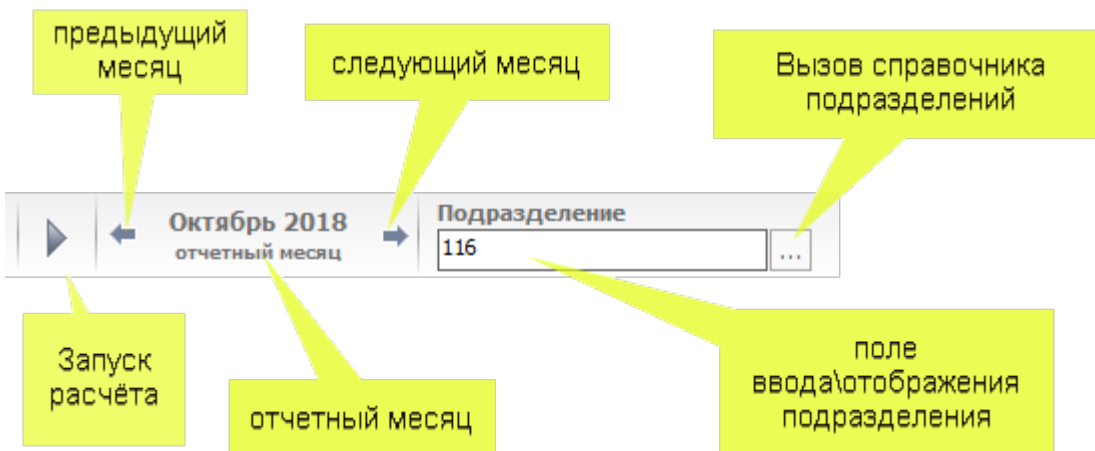 предыдущий
месяц
следующий месяц
Вызов справочника
подразделений
Октябрь 2018
отчетный месяц
Подразделение
116
...
Запуск
расчёта
отчетный месяц
поле
ввода\отображения
подразделения